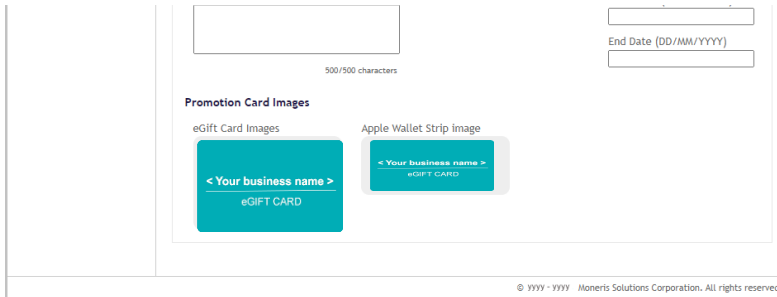 End Date (DD/MM/YYYY)
500/500 characters
Promotion Card Images
eGift Card Images
Apple Wallet Strip image
< Your business name >
eGIFT CARD
< Your business name >
eGIFT CARD
© yyyy - yyyy Moneris Solutions Corporation. All rights reserved